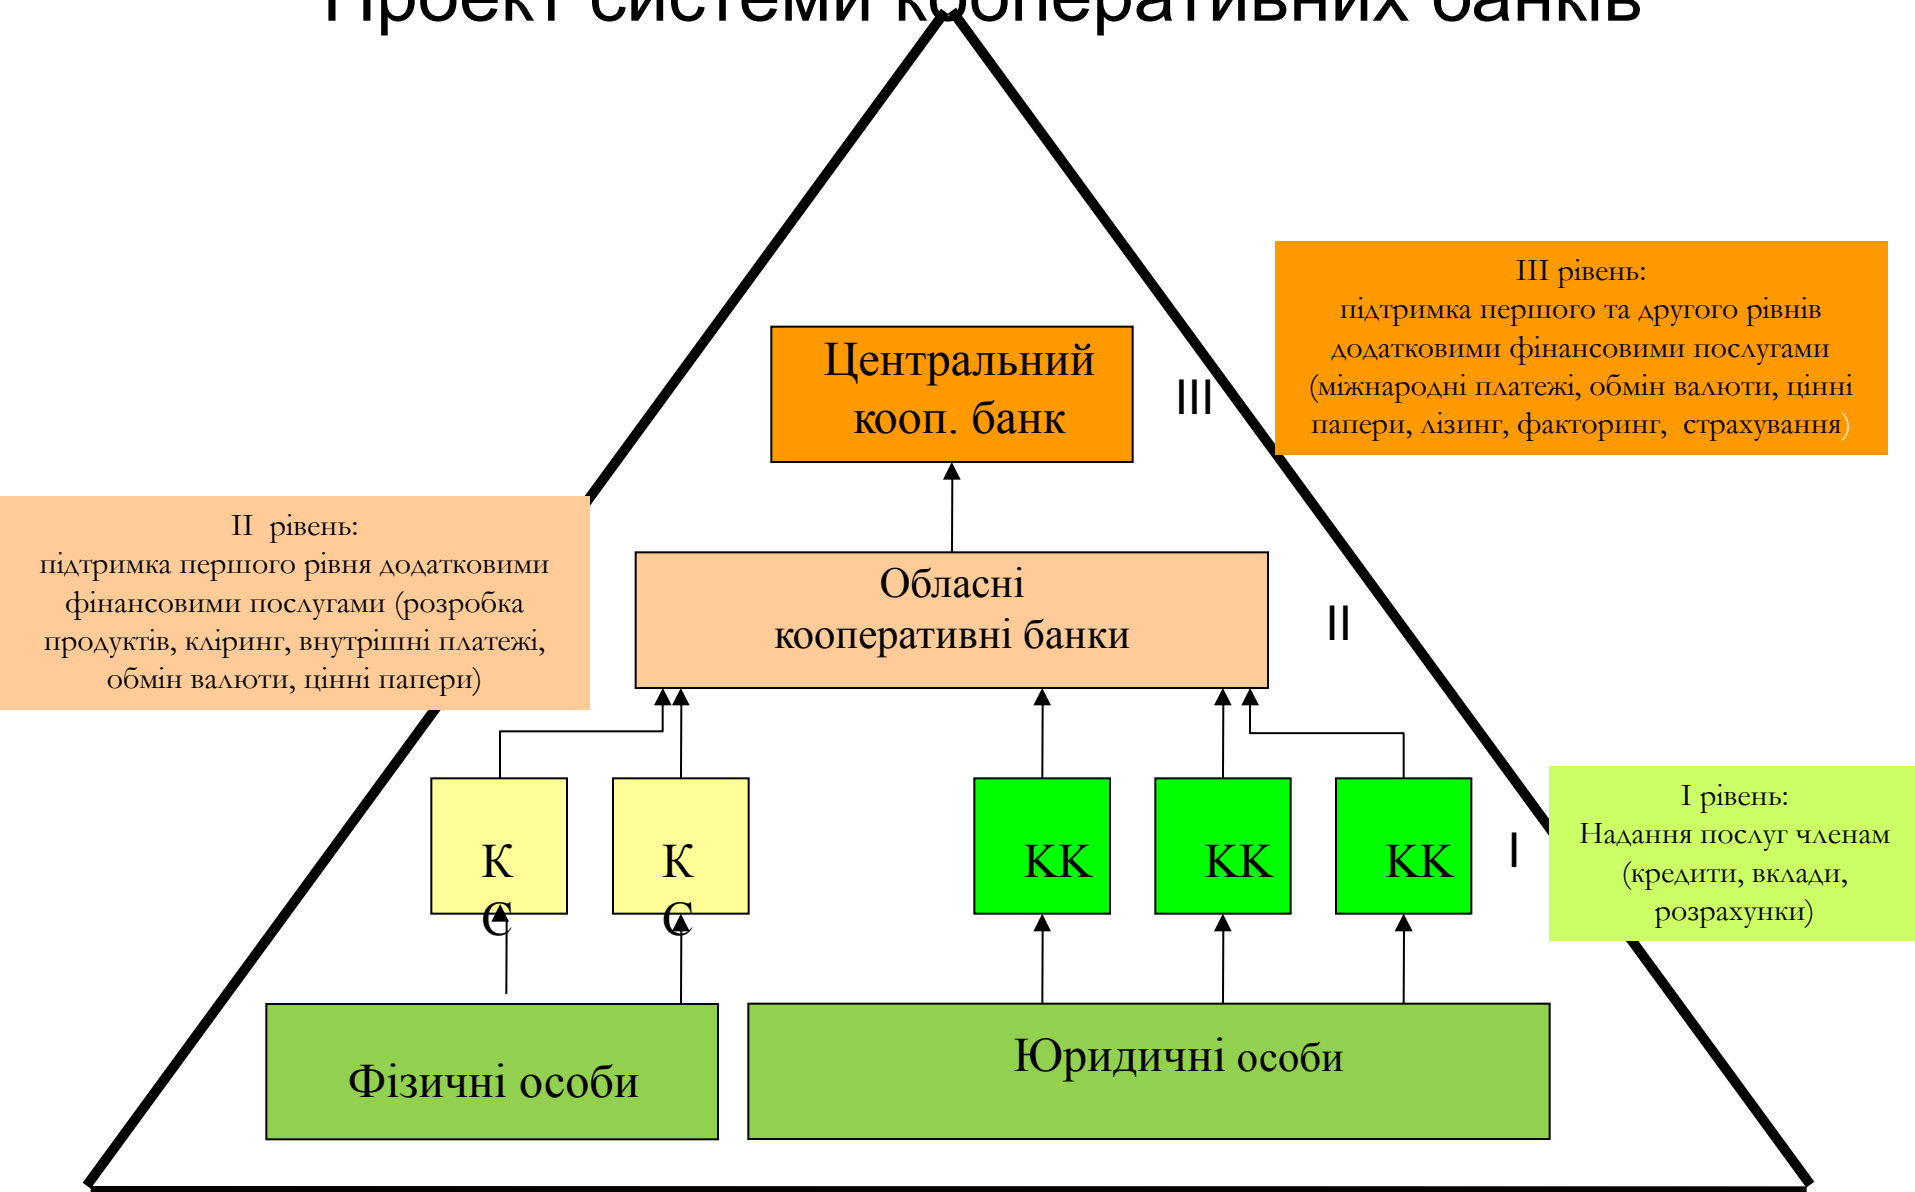 Проект системи кооперативних банків
III рівень:
підтримка першого та другого рівнів
додатковими фінансовими послугами
(міжнародні платежі, обмін валюти, цінні
папери, лізинг, факторинг, страхування)
Центральний
кооп. банк
III
II рівень:
підтримка першого рівня додатковими
фінансовими послугами (розробка
продуктів, кліринг, внутрішні платежі,
обмін валюти, цінні папери)
Обласні
кооперативні банки
II
К
С
К
С
КК
КК
КК
I
I рівень:
Надання послуг членам
(кредити, вклади,
розрахунки)
Фізичні особи
Юридичні особи